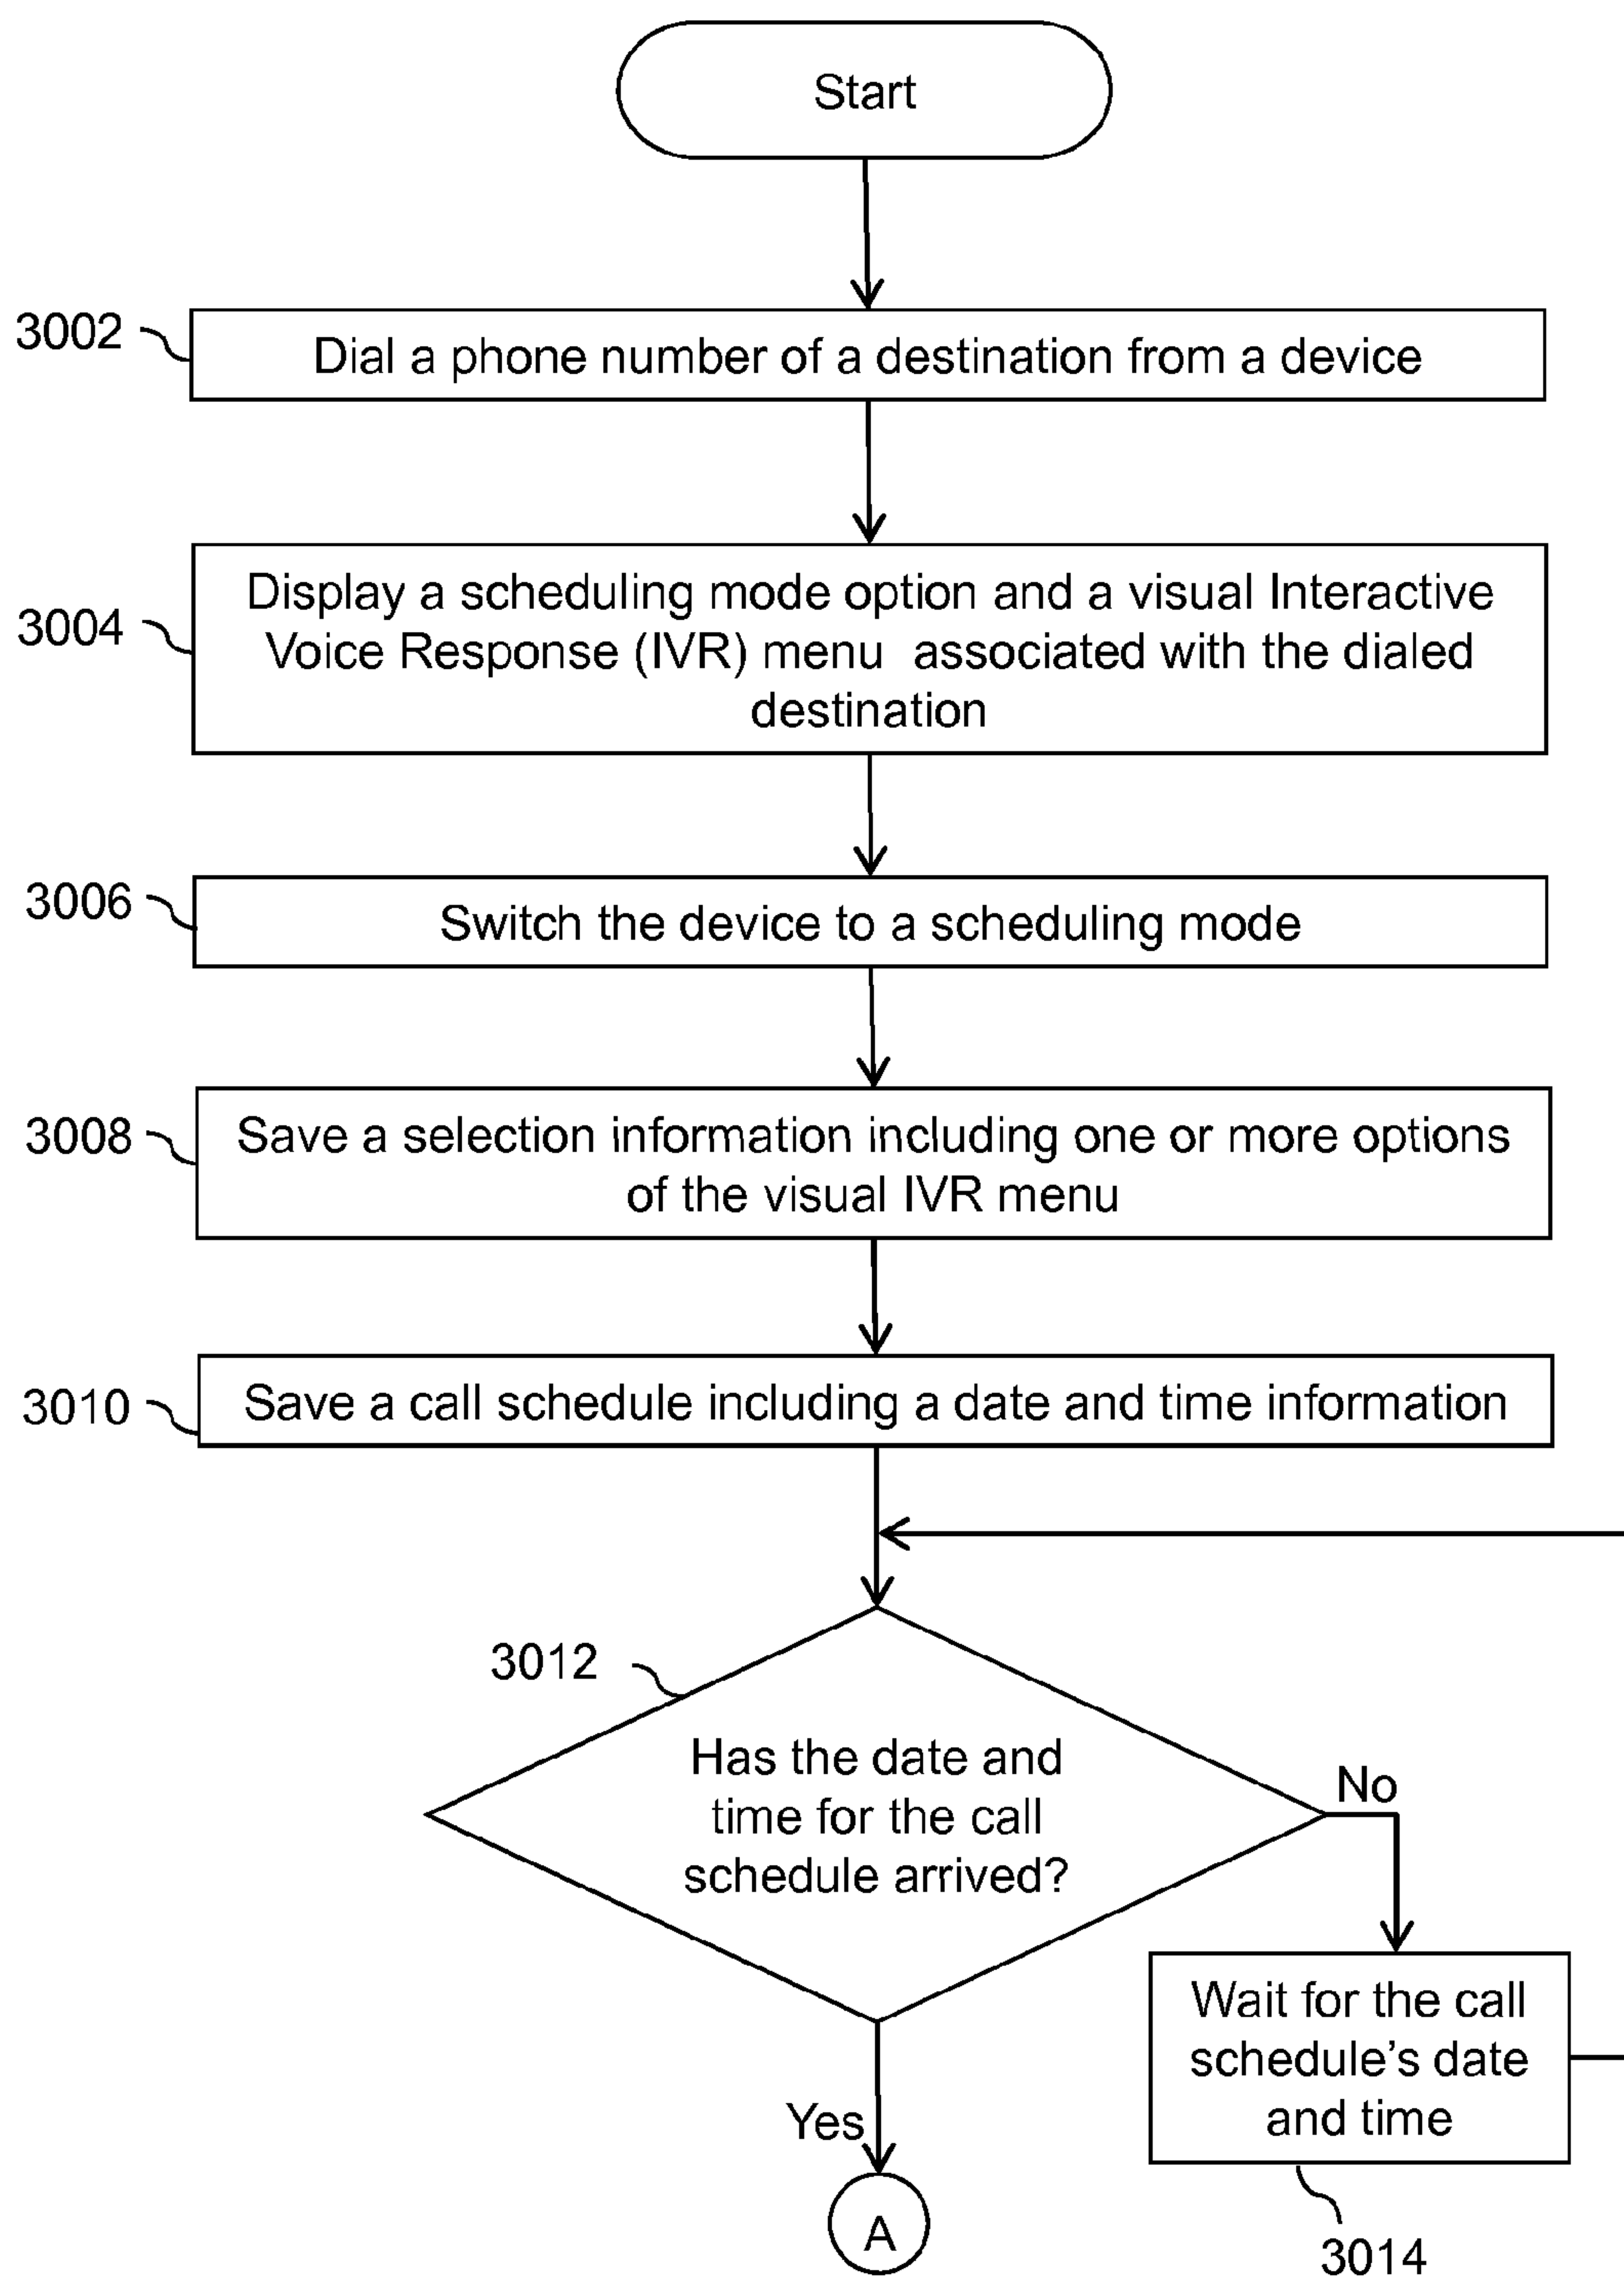 Start
3002
Dial a phone number of a destination from a device
3004
Display a scheduling mode option and a visual Interactive
Voice Response (IVR) menu associated with the dialed
destination
3006
Switch the device to a scheduling mode
3008
Save a selection information including one or more options
of the visual IVR menu
3010
Save a call schedule including a date and time information
3012
Has the date and
time for the call
schedule arrived?
No
Wait for the call
schedule’s date
and time
Yes
A
3014